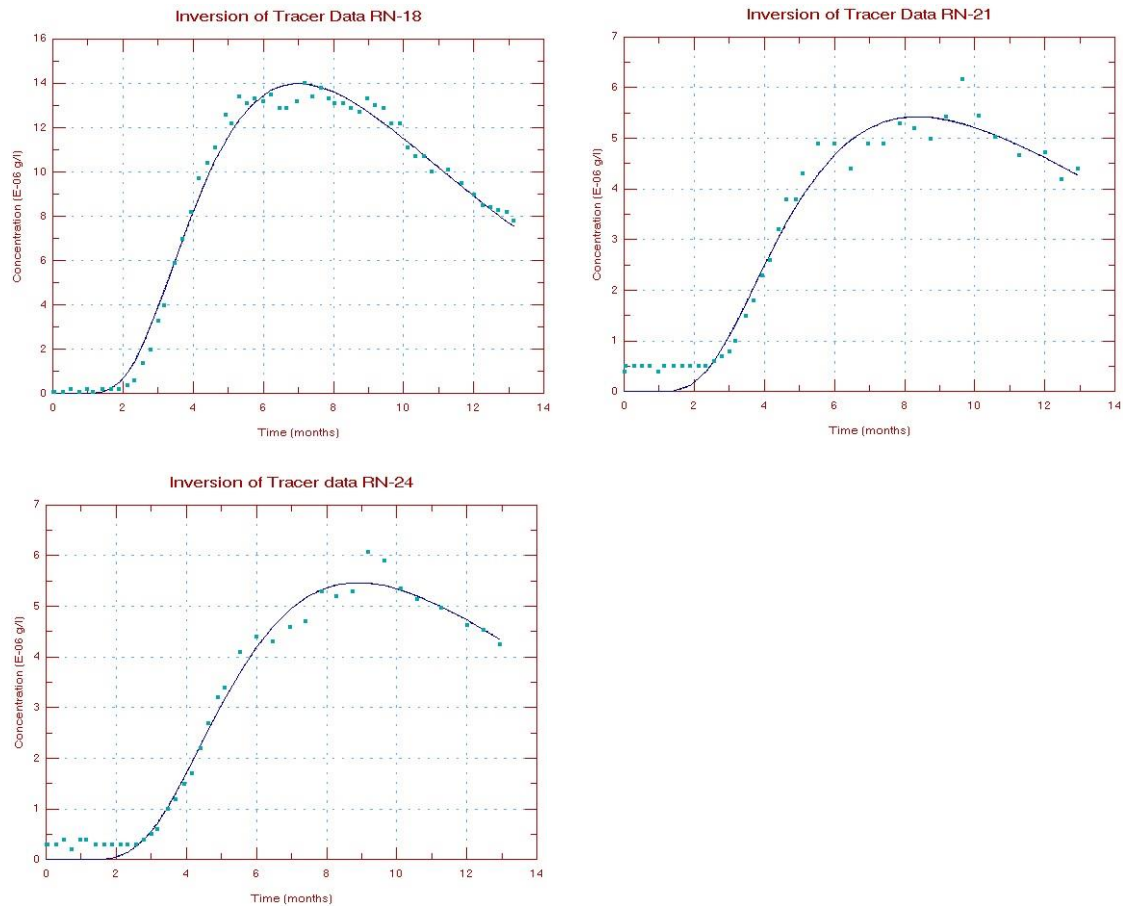 Inversion of Tracer Data RN-18
16
14
12
10
8
6
4
2
0
Concentration (E-06 g/l)
0 2 4 6 8 10 12 14
Time (months)
Inversion of Tracer Data RN-21
7
6
5
4
3
2
1
0
Concentration (E-06 g/l)
0 2 4 6 8 10 12 14
Time (months)
Inversion of Tracer data RN-24
7
6
5
4
3
2
1
0
Concentration (E-06 g/l)
0 2 4 6 8 10 12 14
Time (months)